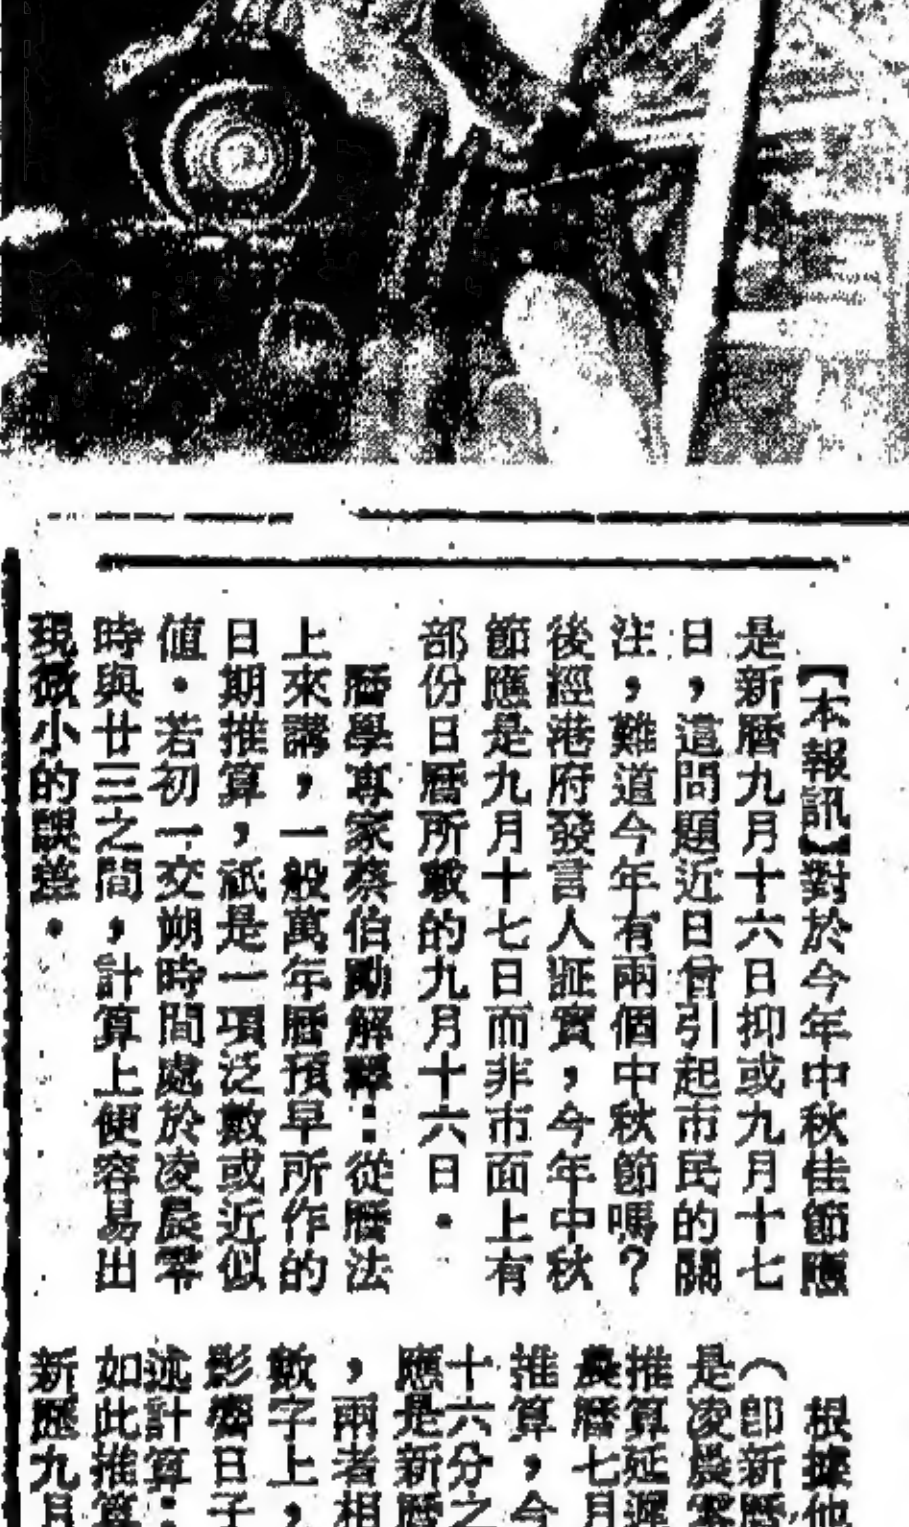 【本報訊】對於今年中秋佳節應
是新曆九月十六日抑或九月十七
日，這問題近日曾引起市民的關
注，難道今年有兩個中秋節嗎？
後經港府發言人証實，今年中秋
節應是九月十七日而非市面上有
部份日曆所載的九月十六日。
曆學專家蔡伯勵解釋：從曆法
上來講，一般萬年曆預早所作的
日期推算，祇是一項泛數或近似
值。若初一交朔時間處於凌晨零
時與廿三之間，計算上便容易出
現微小的誤差。
根據他
（即新曆
是凌晨零
推算延遲
農曆七月
推算，今
十六分之
應是新曆
，兩者相
數字上，
影響日子
述計算：
如此推算
新曆九月